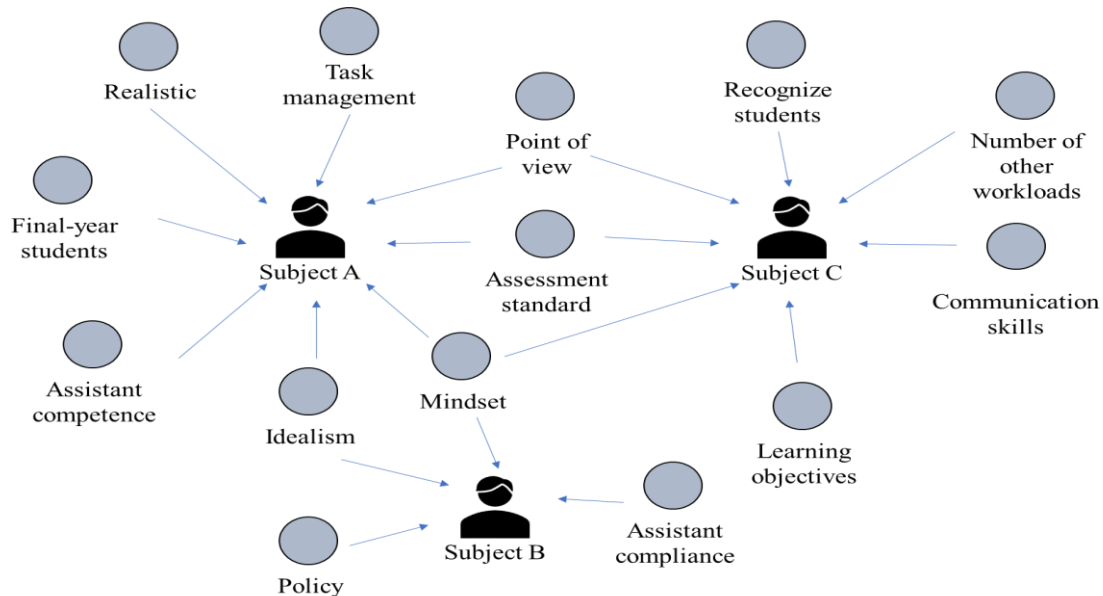 Realistic
Task
management
Point of
view
Recognize
students
Number of
other
workloads
Final-year
students
Subject A
Assessment
standard
Subject C
Communication
skills
Assistant
competence
Idealism
Mindset
Learning
objectives
Subject B
Assistant
compliance
Policy